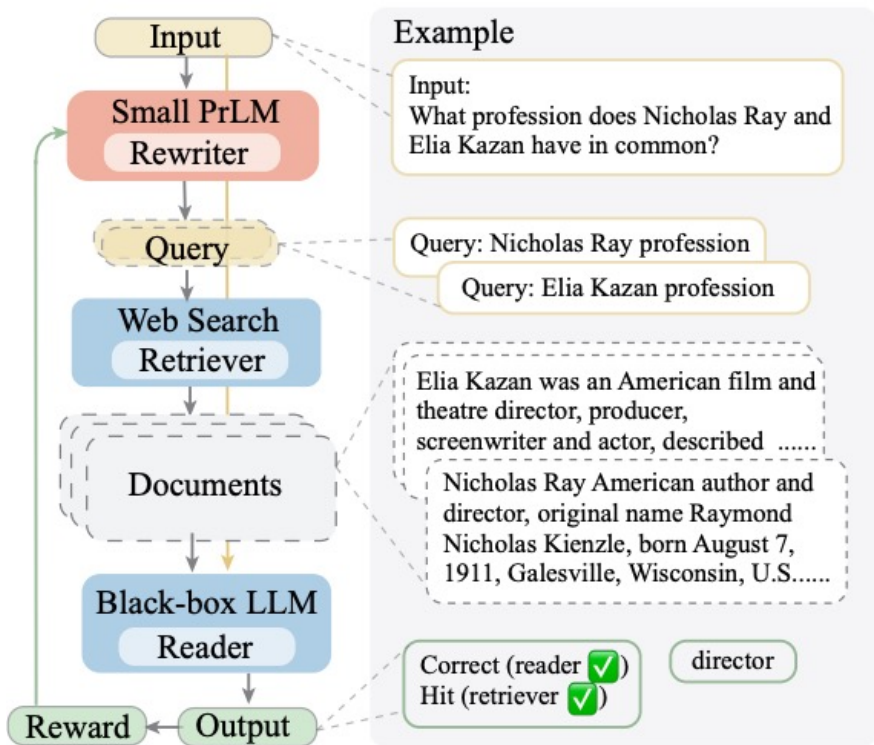 Input
Small PrLM
Rewriter
Query
Web Search
Retriever
Documents
Black-box LLM
Reader
Reward
Output
Example
Input:
What profession does Nicholas Ray and
Elia Kazan have in common?
Query: Nicholas Ray profession
Query: Elia Kazan profession
Elia Kazan was an American film and
theatre director, producer,
screenwriter and actor, described ......
Nicholas Ray American author and
director, original name Raymond
Nicholas Kienzle, born August 7,
1911, Galesville, Wisconsin, U.S......
Correct (reader ✅)
Hit (retriever ✅)
director